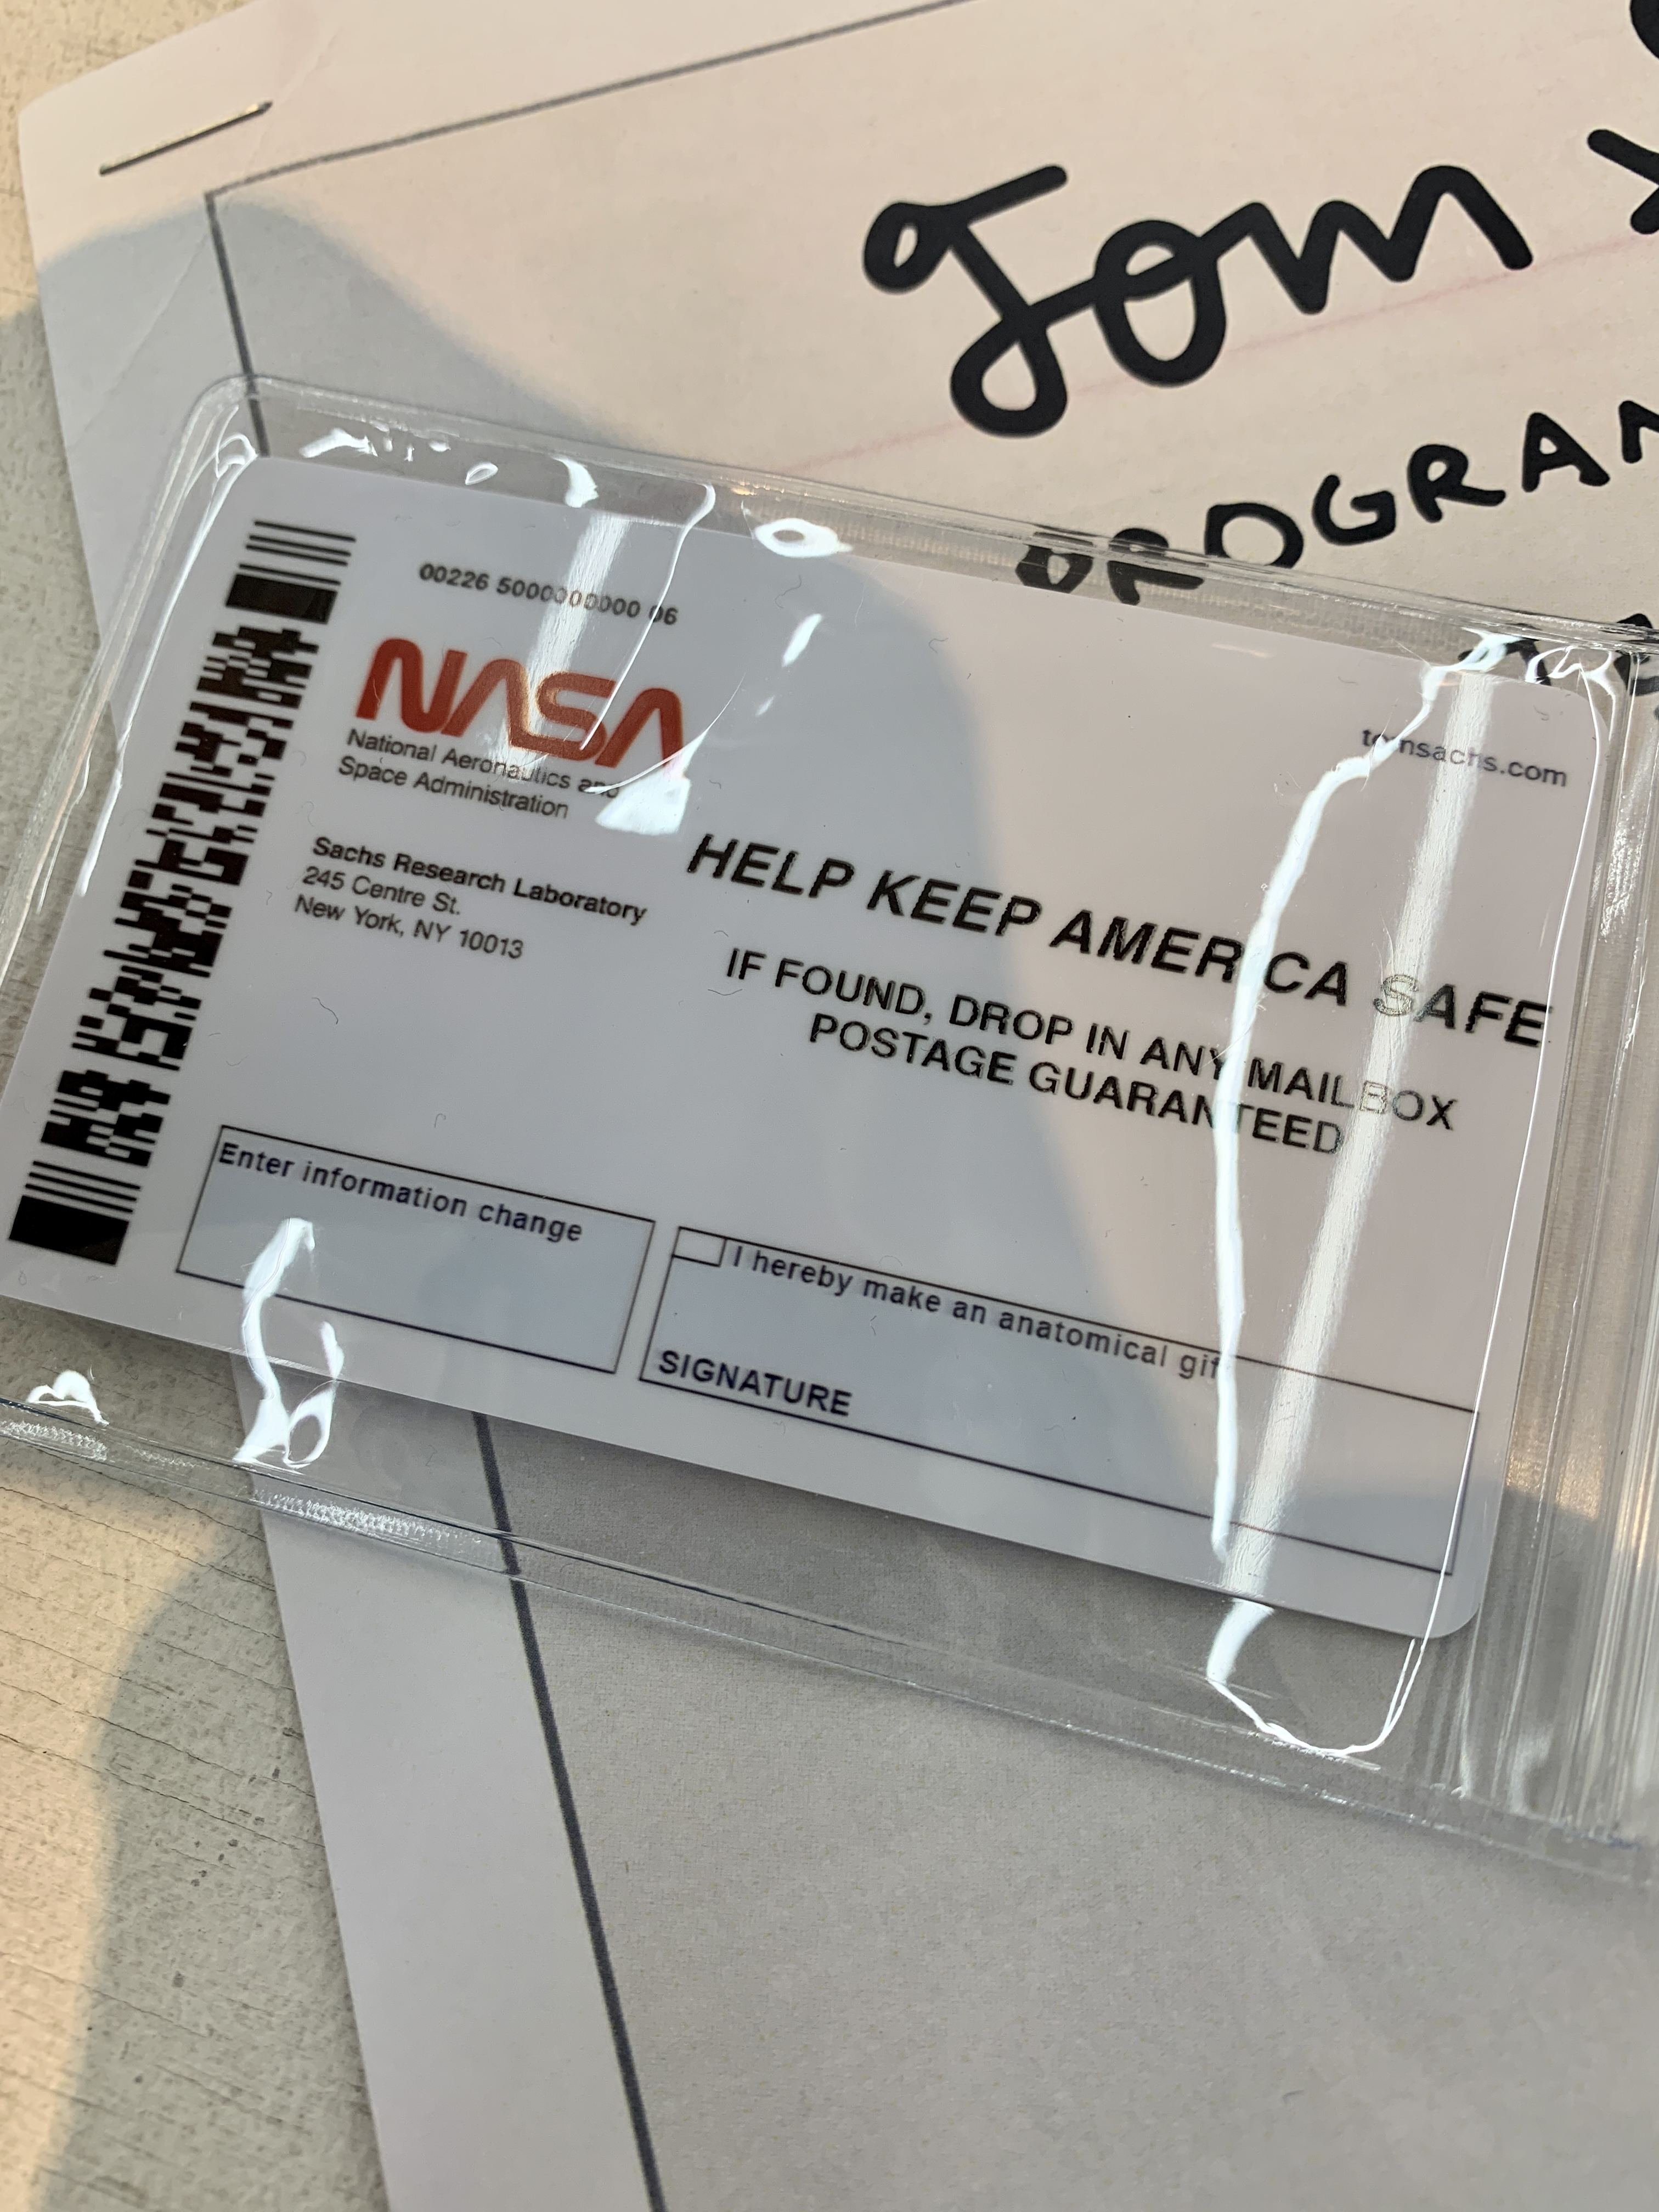 Tom
PROGRAM
00226 5000000000 06
NASA
National Aeronautics and
Space Administration
tomsachs.com
Sachs Research Laboratory
245 Centre St.
New York, NY 10013
HELP KEEP AMERICA SAFE
IF FOUND, DROP IN ANY MAILBOX
POSTAGE GUARANTEED
Enter information change
I hereby make an anatomical gift
SIGNATURE